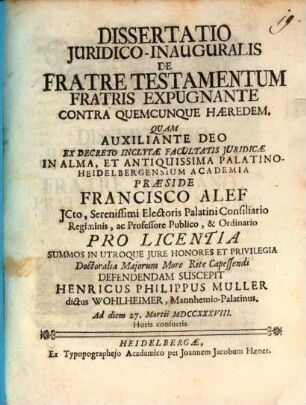 19.
DISSERTATIO
JURIDICO-INAUGURALIS
DE
FRATRE TESTAMENTUM
FRATRIS EXPUGNANTE
CONTRA QUEMCUNQUE HÆREDEM,
QUAM
AUXILIANTE DEO
EX DECRETO INCLYTÆ FACULTATIS JURIDICÆ
IN ALMA, ET ANTIQUISSIMA PALATINO-
HEIDELBERGENSIUM ACADEMIA
PRÆSIDE
FRANCISCO ALEF
JCto, Serenissimi Electoris Palatini Consiliario
Regiminis, ac Professore Publico, & Ordinario
PRO LICENTIA
SUMMOS IN UTROQUE JURE HONORES ET PRIVILEGIA
Doctoralia Majorum More Rite Capessendi
DEFENDENDAM SUSCEPIT
HENRICUS PHILIPPUS MULLER
dictus WOHLHEIMER, Mannhemio-Palatinus.
Ad diem 27. Martii MDCCXXXVIII.
Horis consuetis.
HEIDELBERGÆ,
Ex Typopographejo Academico per Joannem Jacobum Hæner.